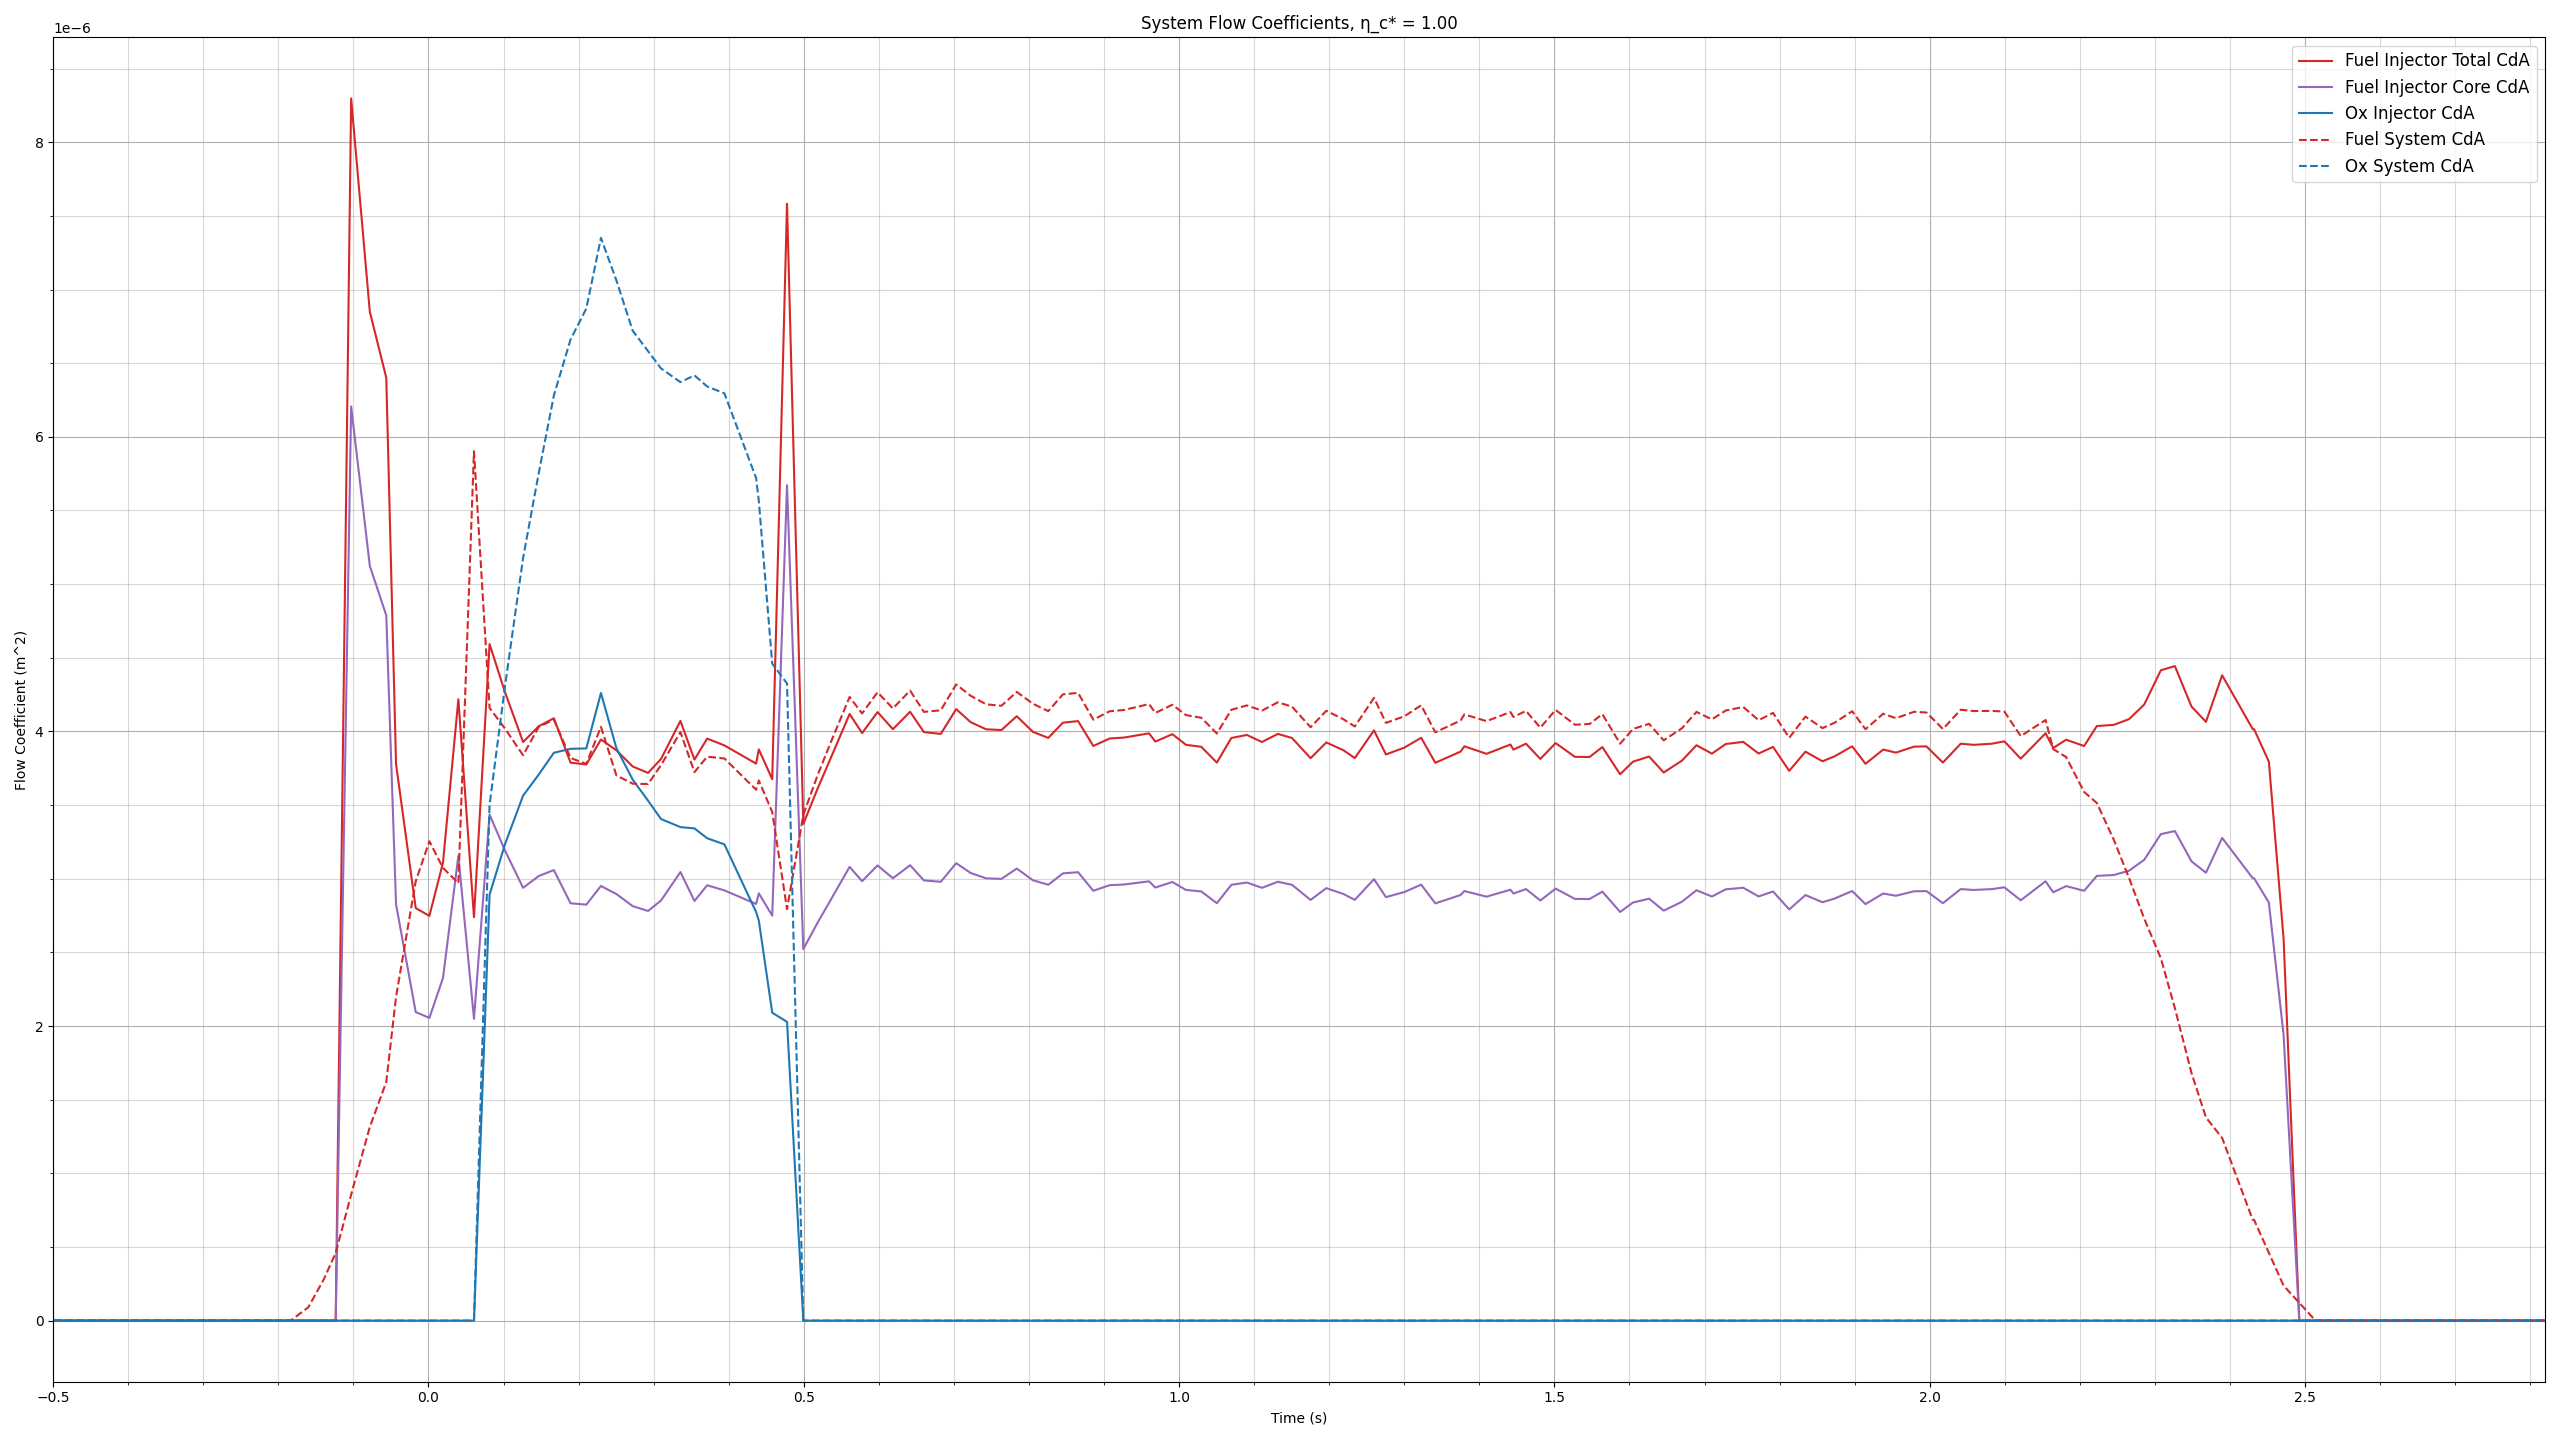 System Flow Coefficients, η_c* = 1.00
1e−6
Fuel Injector Total CdA
Fuel Injector Core CdA
Ox Injector CdA
Fuel System CdA
Ox System CdA
8
6
4
2
0
Flow Coefficient (m^2)
−0.5 0.0 0.5 1.0 1.5 2.0 2.5
Time (s)